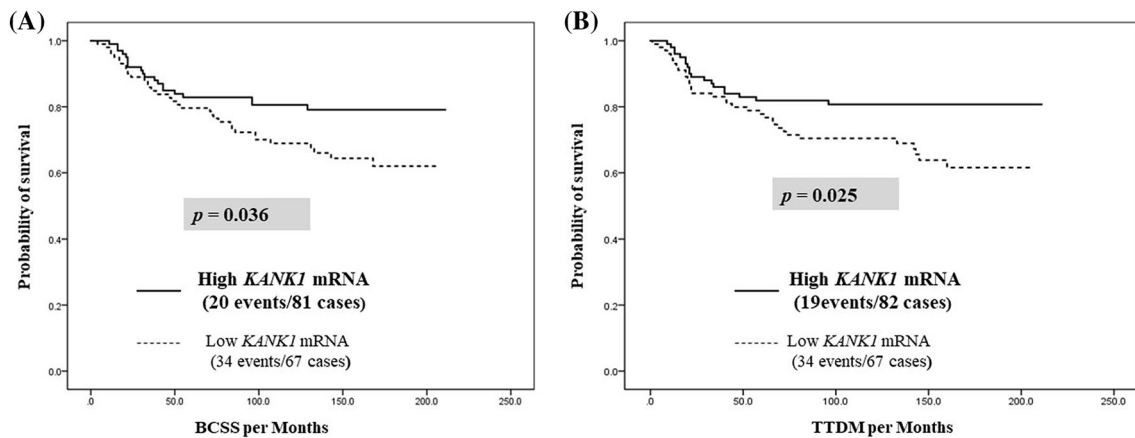 (A)
Probability of survival
1.0
0.8
0.6
0.4
0.2
0.0
p = 0.036
High KANK1 mRNA
(20 events/81 cases)
Low KANK1 mRNA
(34 events/67 cases)
.0 50.0 100.0 150.0 200.0 250.0
BCSS per Months
(B)
Probability of survival
1.0
0.8
0.6
0.4
0.2
0.0
p = 0.025
High KANK1 mRNA
(19events/82 cases)
Low KANK1 mRNA
(34 events/67 cases)
.0 50.0 100.0 150.0 200.0 250.0
TTDM per Months